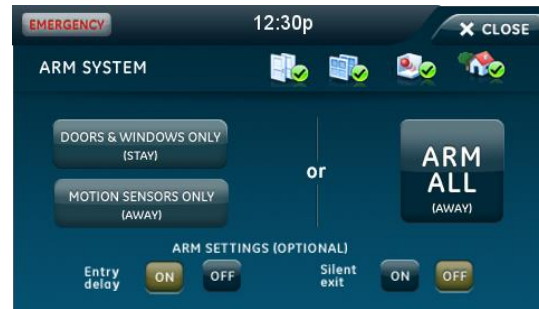 EMERGENCY
12:30p
X CLOSE
ARM SYSTEM
DOORS & WINDOWS ONLY
(STAY)
MOTION SENSORS ONLY
(AWAY)
or
ARM
ALL
(AWAY)
ARM SETTINGS (OPTIONAL)
Entry
delay
ON
OFF
Silent
exit
ON
OFF